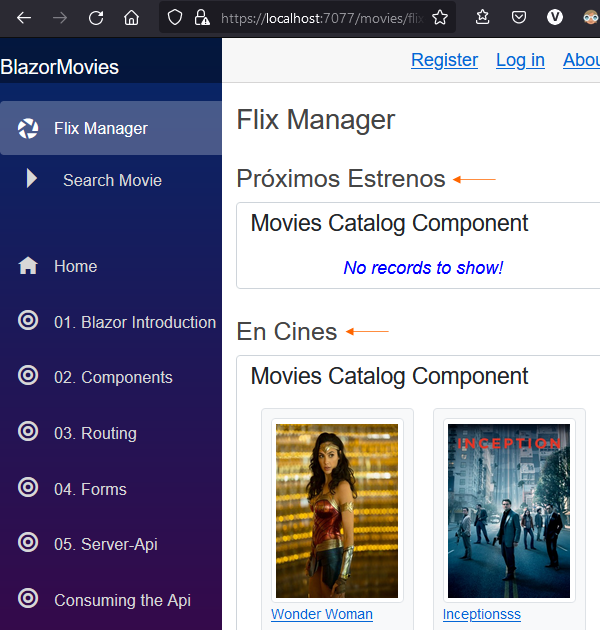 https://localhost:7077/movies/flix
BlazorMovies
Register Log in Abou
Flix Manager
Search Movie
Home
01. Blazor Introduction
02. Components
03. Routing
04. Forms
05. Server-Api
Consuming the Api
Flix Manager
Próximos Estrenos
Movies Catalog Component
No records to show!
En Cines
Movies Catalog Component
INCEPTION
Wonder Woman
Inceptionsss